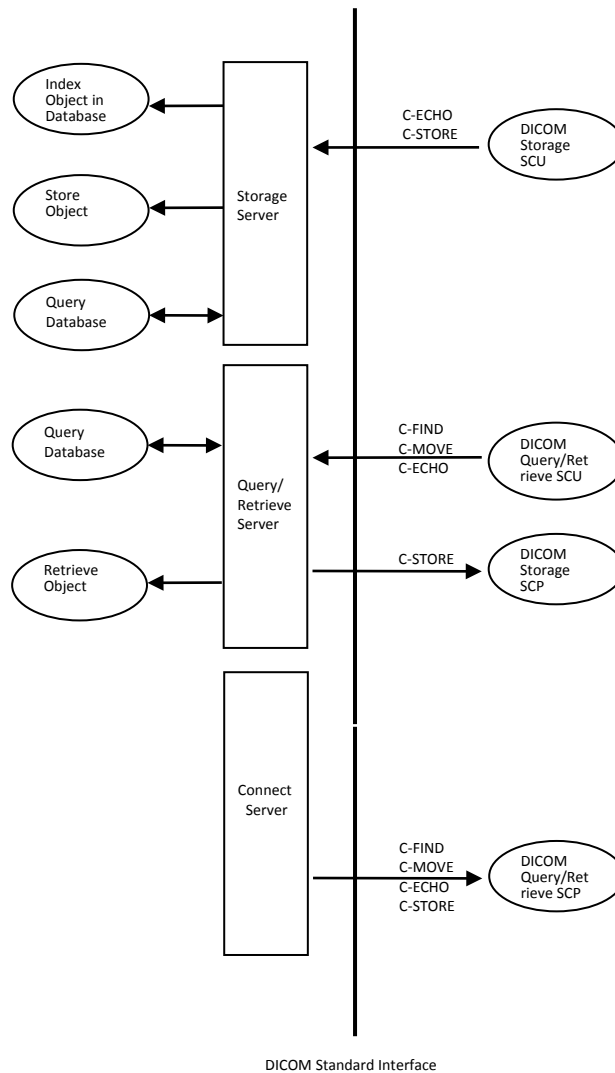 Index
Object in
Database
C-ECHO
C-STORE
DICOM
Storage
SCU
Store
Object
Storage
Server
Query
Database
Query
Database
C-FIND
C-MOVE
C-ECHO
DICOM
Query/Ret
rieve SCU
Query/
Retrieve
Server
Retrieve
Object
C-STORE
DICOM
Storage
SCP
Connect
Server
C-FIND
C-MOVE
C-ECHO
C-STORE
DICOM
Query/Ret
rieve SCP
DICOM Standard Interface